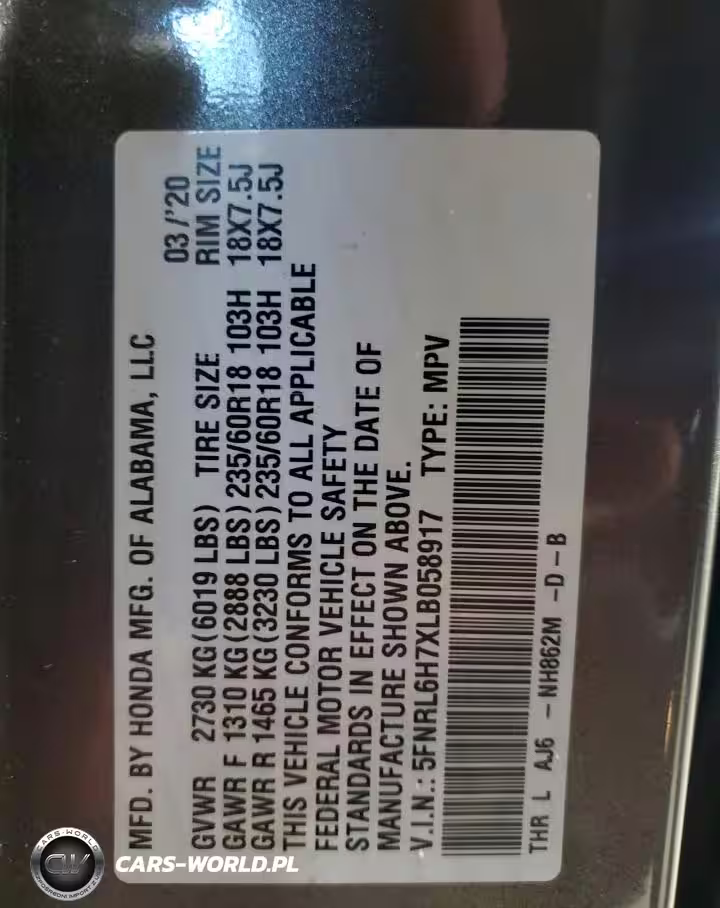 MFD. BY HONDA MFG. OF ALABAMA, LLC
03/'20
GVWR 2730 KG(6019 LBS) TIRE SIZE RIM SIZE
GAWR F 1310 KG(2888 LBS) 235/60R18 103H 18X7.5J
GAWR R 1465 KG(3230 LBS) 235/60R18 103H 18X7.5J
THIS VEHICLE CONFORMS TO ALL APPLICABLE
FEDERAL MOTOR VEHICLE SAFETY
STANDARDS IN EFFECT ON THE DATE OF
MANUFACTURE SHOWN ABOVE.
V.I.N.: 5FNRL6H7XLB058917 TYPE: MPV
THR L AJ6 -NH862M -D-B
CARS-WORLD
CW
CARS-WORLD.PL